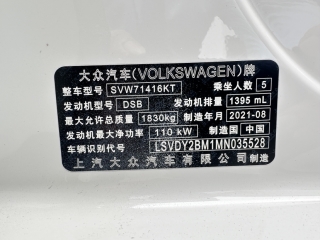 大众汽车(VOLKSWAGEN)牌
整车型号 SVW71416KT 乘坐人数 5
发动机型号 DSB 发动机排量 1395 mL
最大允许总质量 1830kg 制造年月 2021-08
发动机最大净功率 110 kW 制造国 中国
车辆识别代号 LSVDY2BM1MN035528
上汽大众汽车有限公司 制造